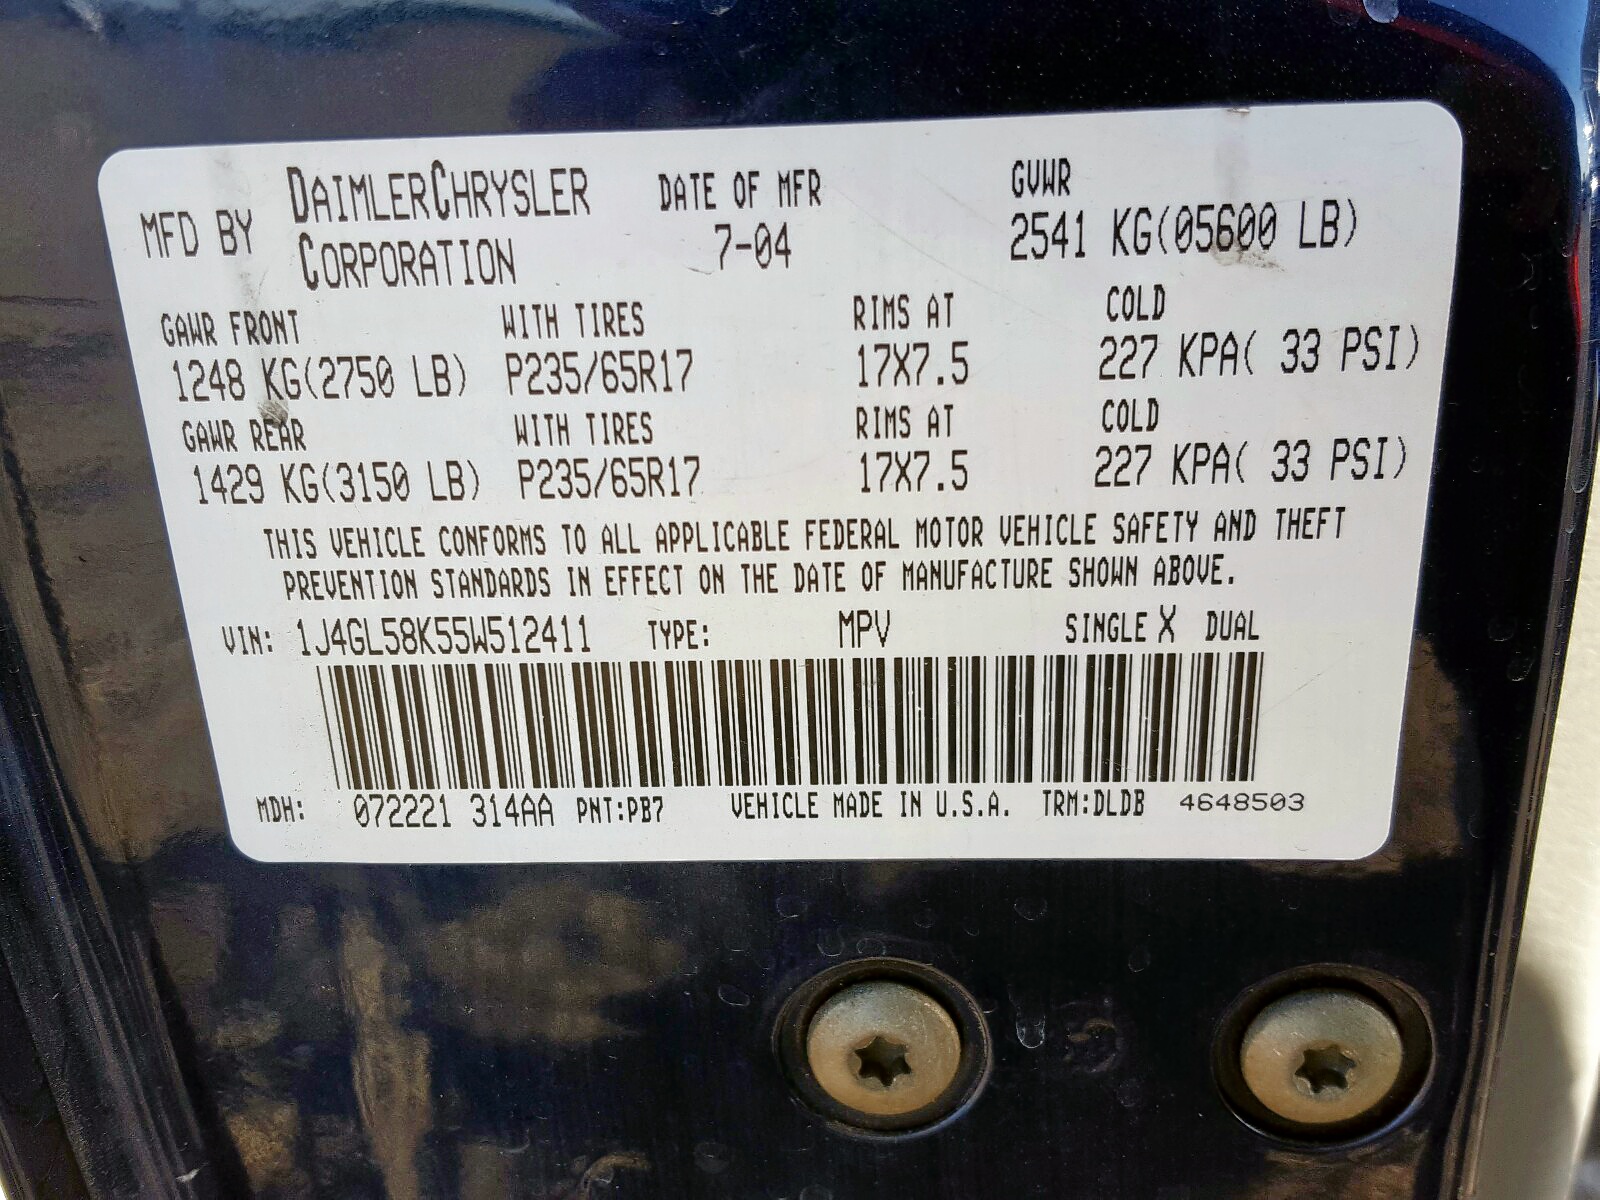 MFD BY DAIMLERCHRYSLER CORPORATION DATE OF MFR 7-04 GVWR 2541 KG(05600 LB)
GAWR FRONT WITH TIRES RIMS AT COLD
1248 KG(2750 LB) P235/65R17 17X7.5 227 KPA( 33 PSI)
GAWR REAR WITH TIRES RIMS AT COLD
1429 KG(3150 LB) P235/65R17 17X7.5 227 KPA( 33 PSI)
THIS VEHICLE CONFORMS TO ALL APPLICABLE FEDERAL MOTOR VEHICLE SAFETY AND THEFT
PREVENTION STANDARDS IN EFFECT ON THE DATE OF MANUFACTURE SHOWN ABOVE.
VIN: 1J4GL58K55W512411 TYPE: MPV SINGLE X DUAL
MDH: 072221 314AA PNT:PB7 VEHICLE MADE IN U.S.A. TRM:DLDB 4648503